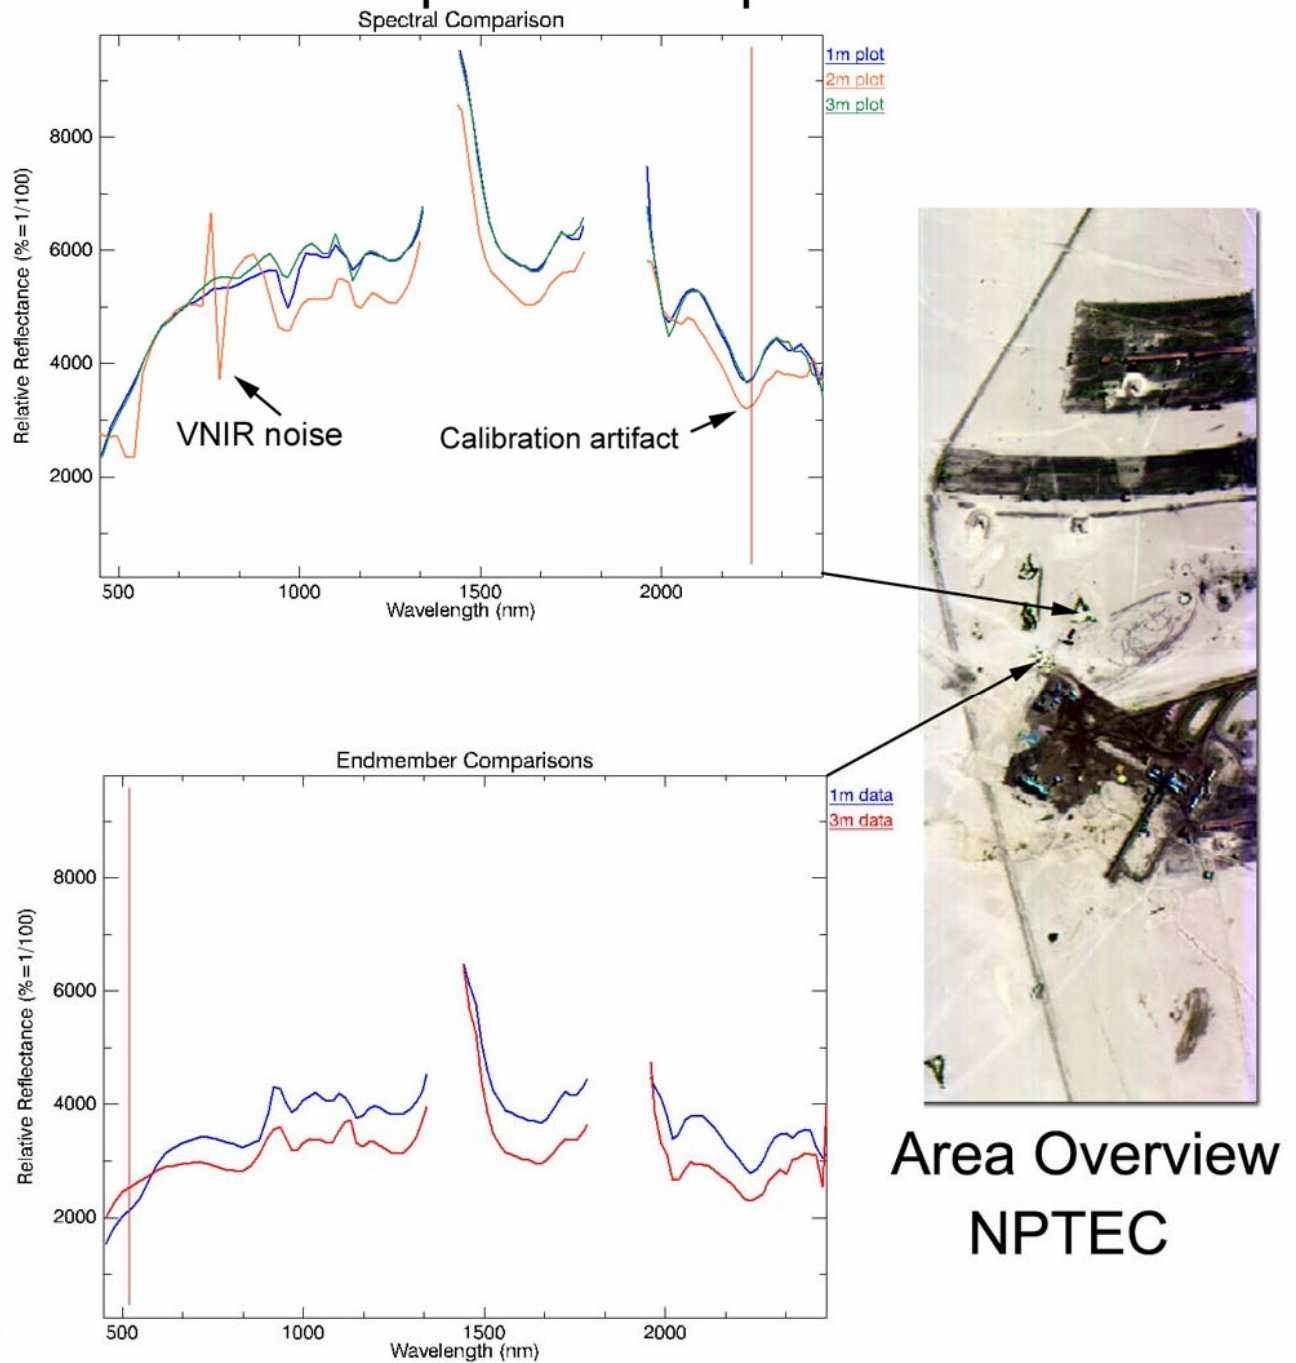 Spectral Comparison
1m plot
2m plot
3m plot
Relative Reflectance (%=1/100)
8000
6000
4000
2000
VNIR noise
Calibration artifact
500 1000 1500 2000
Wavelength (nm)
Endmember Comparisons
1m data
3m data
Relative Reflectance (%=1/100)
8000
6000
4000
2000
500 1000 1500 2000
Wavelength (nm)
Area Overview
NPTEC